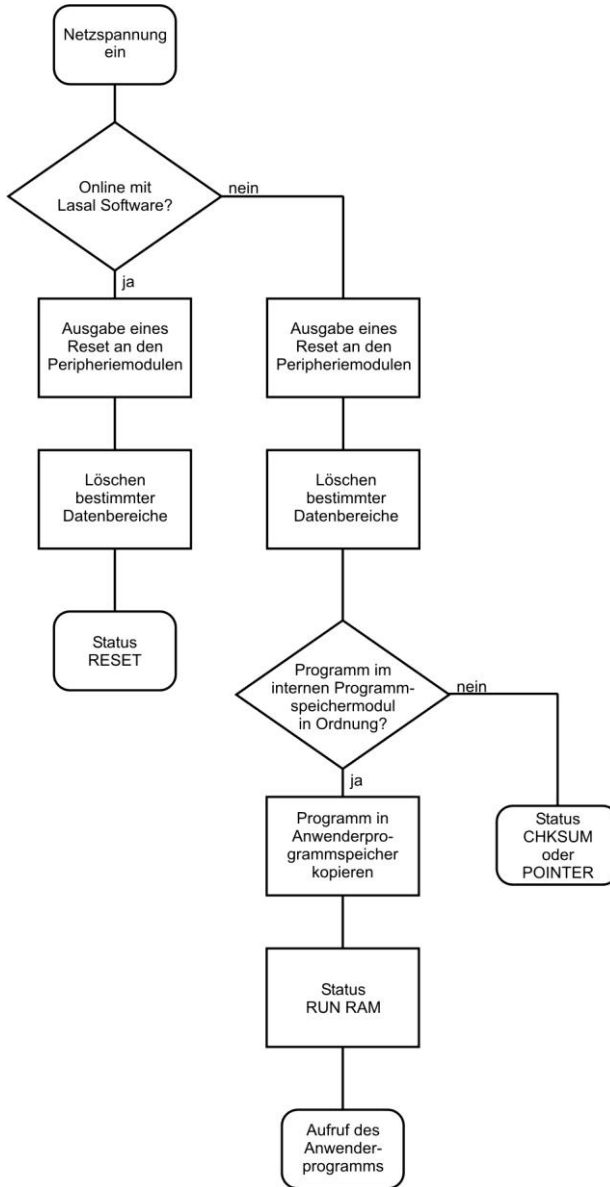 Netzspannung
ein
Online mit
Lasal Software?
nein
ja
Ausgabe eines
Reset an den
Peripheriemodulen
Ausgabe eines
Reset an den
Peripheriemodulen
Löschen
bestimmter
Datenbereiche
Löschen
bestimmter
Datenbereiche
Status
RESET
Programm im
internen Programm-
speichermodul
in Ordnung?
nein
ja
Programm in
Anwenderpro-
grammspeicher
kopieren
Status
CHKSUM
oder
POINTER
Status
RUN RAM
Aufruf des
Anwender-
programms